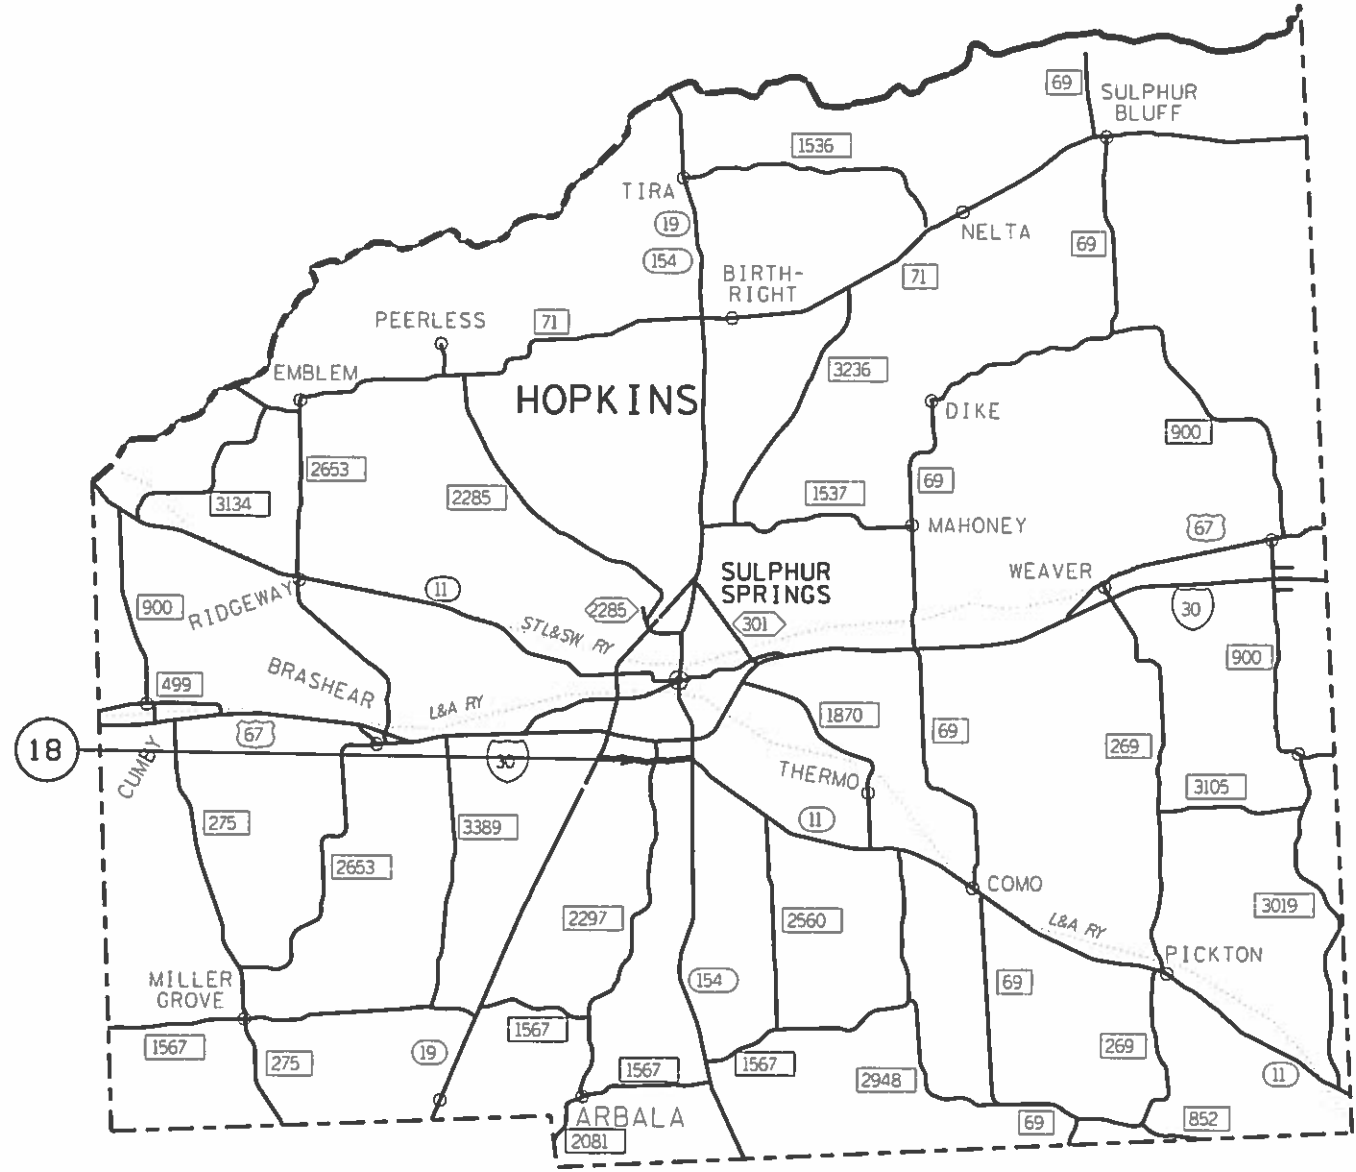 69
SULPHUR
BLUFF
1536
TIRA
19
NELTA
69
154
BIRTH-
RIGHT
71
PEERLESS
71
EMBLEM
3236
HOPKINS
DIKE
900
2653
69
2285
1537
3134
MAHONEY
67
WEAVER
SULPHUR
SPRINGS
11
RIDGEWAY
900
2285
301
30
STL&SW RY
900
BRASHEAR
499
L&A RY
1870
67
69
18
269
30
CUMBY
THERMO
3105
275
3389
11
2653
COMO
3019
2297
2560
L&A RY
PICKTON
MILLER
GROVE
154
69
1567
1567
275
19
1567
1567
269
2948
11
ARBALA
69
852
2081